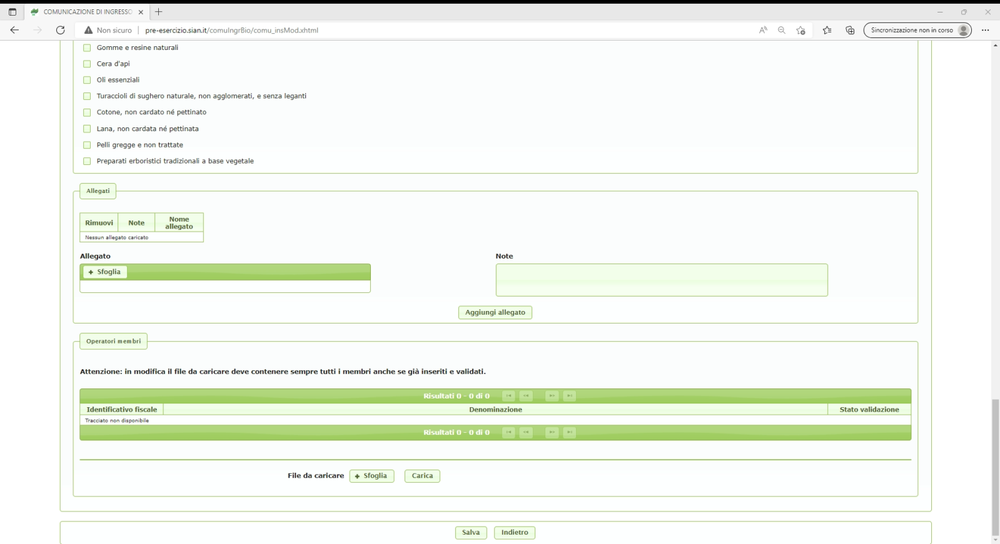 COMUNICAZIONE DI INGRESSO
Non sicuro
pre-esercizio.sian.it/comuIngrBio/comu_insMod.xhtml
Sincronizzazione non in corso
Gomme e resine naturali
Cera d'api
Oli essenziali
Turaccioli di sughero naturale, non agglomerati, e senza leganti
Cotone, non cardato né pettinato
Lana, non cardata né pettinata
Pelli gregge e non trattate
Preparati erboristici tradizionali a base vegetale
Allegati
Rimuovi Note Nome allegato
Nessun allegato caricato
Allegato
Note
+ Sfoglia
Aggiungi allegato
Operatori membri
Attenzione: in modifica il file da caricare deve contenere sempre tutti i membri anche se già inseriti e validati.
Risultati 0 - 0 di 0
Identificativo fiscale Denominazione Stato validazione
Tracciato non disponibile
Risultati 0 - 0 di 0
File da caricare + Sfoglia Carica
Salva Indietro